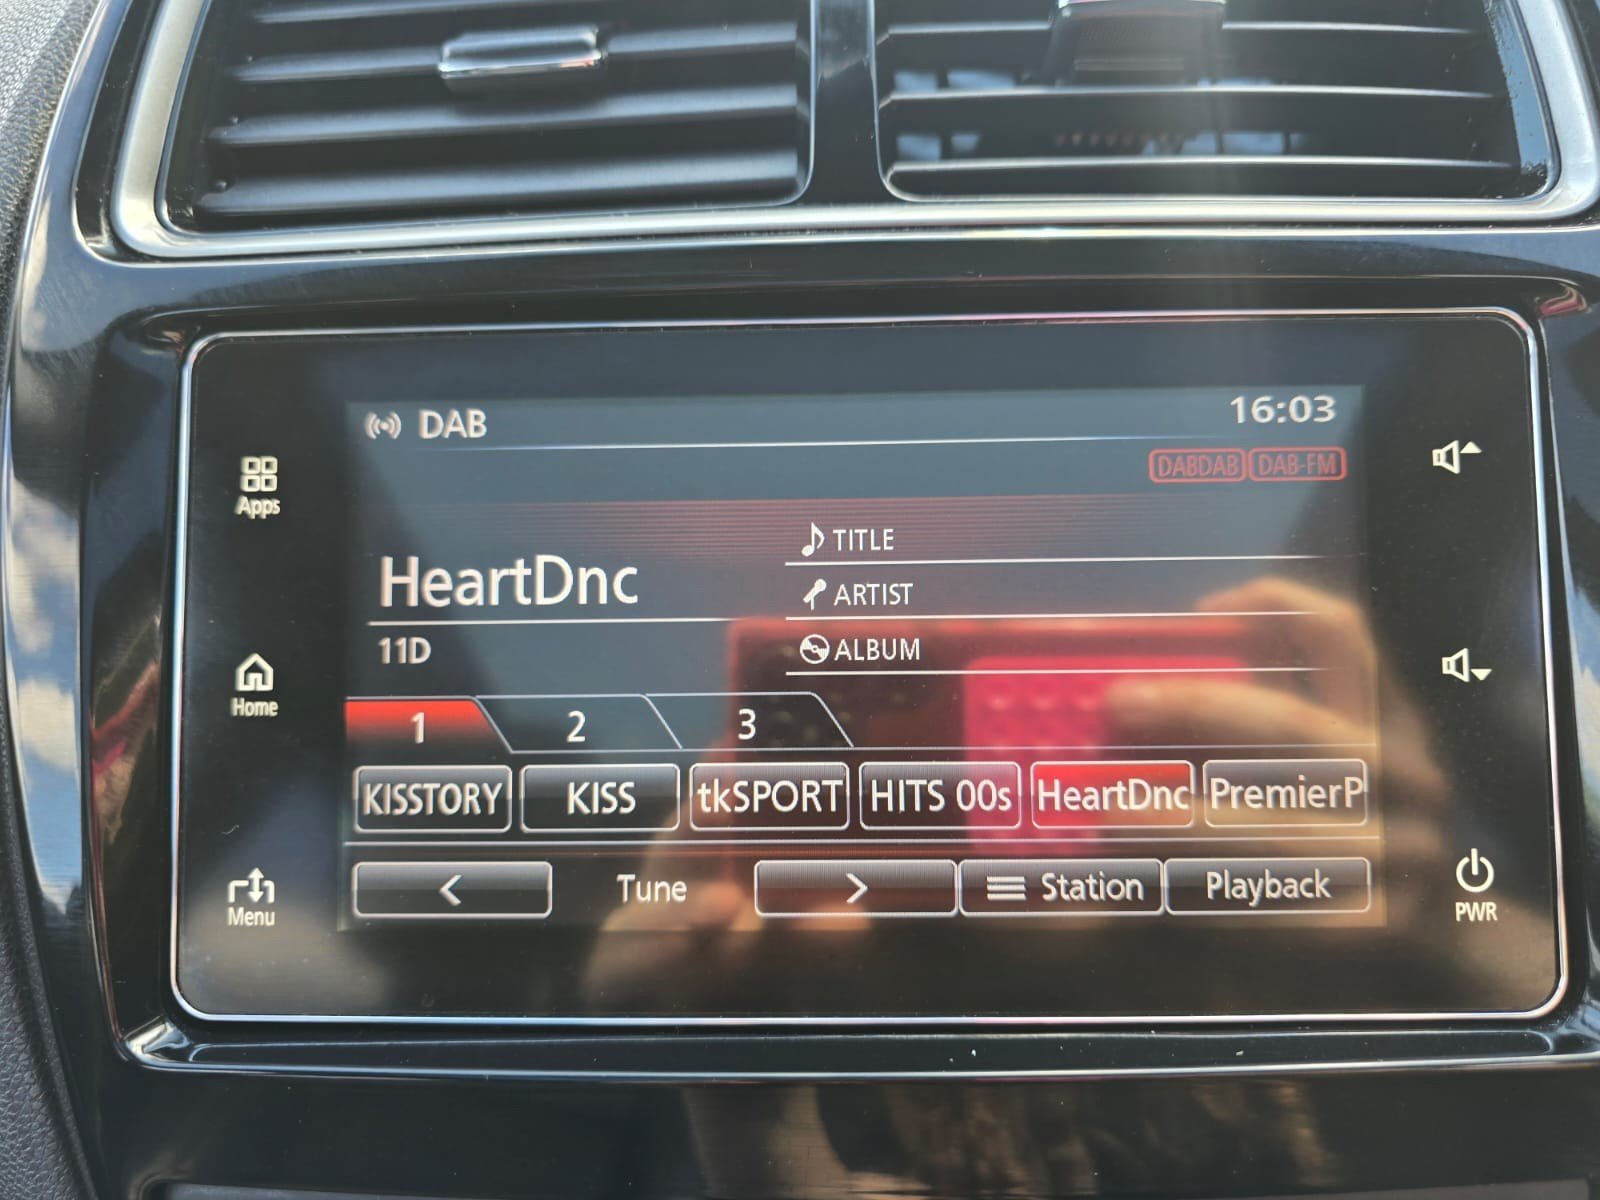 DAB 16:03
DABDAB DAB-FM
Apps
TITLE
HeartDnc
ARTIST
11D
ALBUM
Home
1 2 3
KISSTORY KISS tkSPORT HITS 00s HeartDnc PremierP
< Tune > Station Playback
Menu
PWR